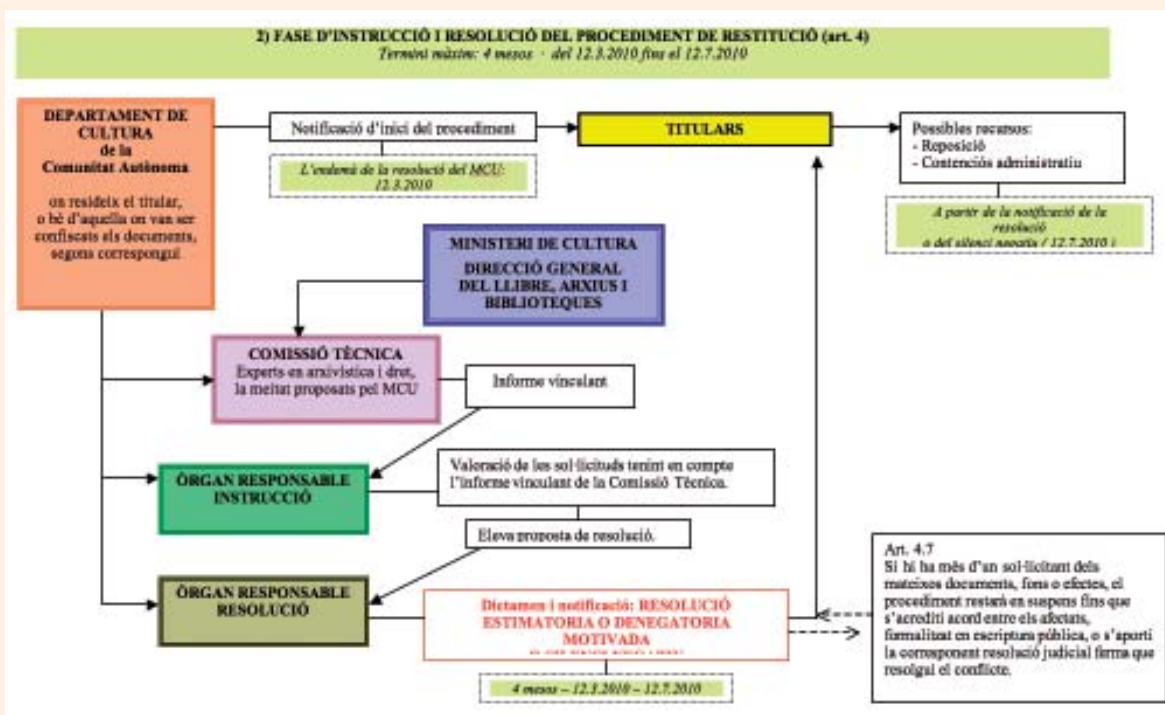 2) FASE D'INSTRUCCIÓ I RESOLUCIÓ DEL PROCEDIMENT DE RESTITUCIÓ (art. 4)
Termini màxim: 4 mesos · del 12.3.2010 fins el 12.7.2010
DEPARTAMENT DE
CULTURA
de la
Comunitat Autònoma
on resideix el titular,
o bé d'aquella on van ser
confiscats els documents,
segons correspongui
Notificació d'inici del procediment
L'endemà de la resolució del MCU:
12.3.2010
TITULARS
Possibles recursos:
- Reposició
- Contenciós administratiu
A partir de la notificació de la
resolució
o del silenci negatiu / 12.7.2010
MINISTERI DE CULTURA
DIRECCIÓ GENERAL
DEL LLIBRE, ARXIUS I
BIBLIOTEQUES
COMISSIÓ TÈCNICA
Experts en arxivística i dret,
la meitat proposats pel MCU
Informe vinculant
ÒRGAN RESPONSABLE
INSTRUCCIÓ
Valoració de les sol·licituds tenint en compte
l'informe vinculant de la Comissió Tècnica.
Eleva proposta de resolució.
ÒRGAN RESPONSABLE
RESOLUCIÓ
Dictamen i notificació: RESOLUCIÓ
ESTIMATORIA O DENEGATORIA
MOTIVADA
4 mesos – 12.3.2010 – 12.7.2010
Art. 4.7
Si hi ha més d'un sol·licitant dels
mateixos documents, fons o efectes, el
procediment restarà en suspens fins que
s'acrediti acord entre els afectats,
formalitzat en escriptura pública, o s'aporti
la corresponent resolució judicial ferma que
resolgui el conflicte.